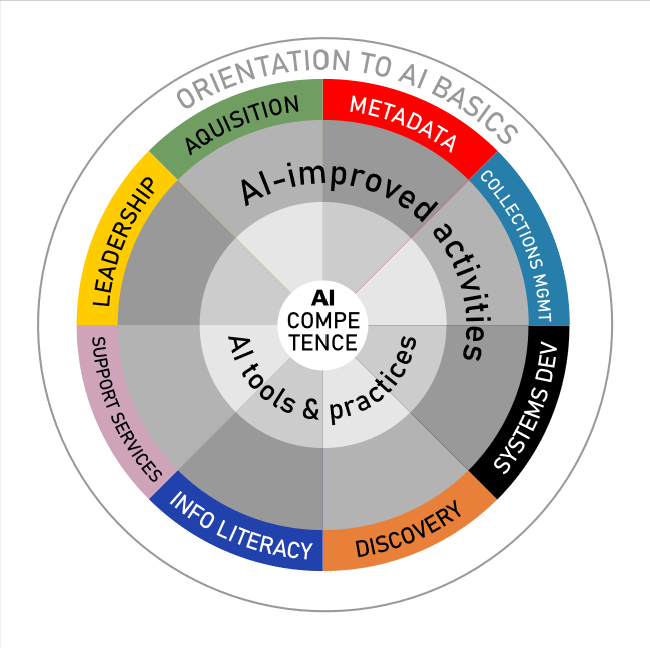 ORIENTATION TO AI BASICS
AQUISITION
METADATA
COLLECTIONS MGMT
SYSTEMS DEV
DISCOVERY
INFO LITERACY
SUPPORT SERVICES
LEADERSHIP
AI-improved activities
AI tools & practices
AI
COMPE
TENCE